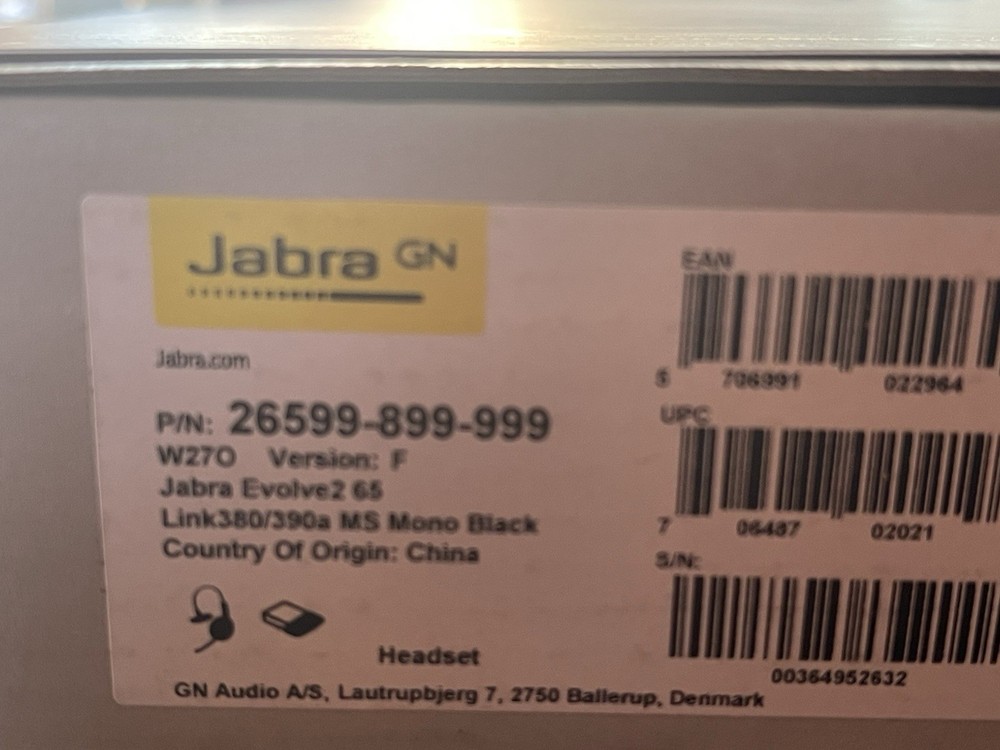 Jabra GN
Jabra.com
P/N: 26599-899-999
W270 Version: F
Jabra Evolve2 65
Link380/390a MS Mono Black
Country Of Origin: China
Headset
GN Audio A/S, Lautrupbjerg 7, 2750 Ballerup, Denmark
EAN
5 706991 022964
UPC
7 06487 02021
S/N:
00364952632